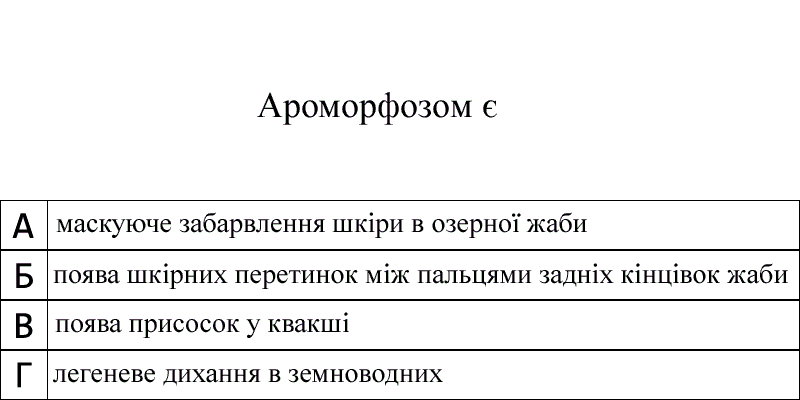 Ароморфозом є
А маскуюче забарвлення шкіри в озерної жаби
Б поява шкірних перетинок між пальцями задніх кінцівок жаби
В поява присосок у квакші
Г легеневе дихання в земноводних